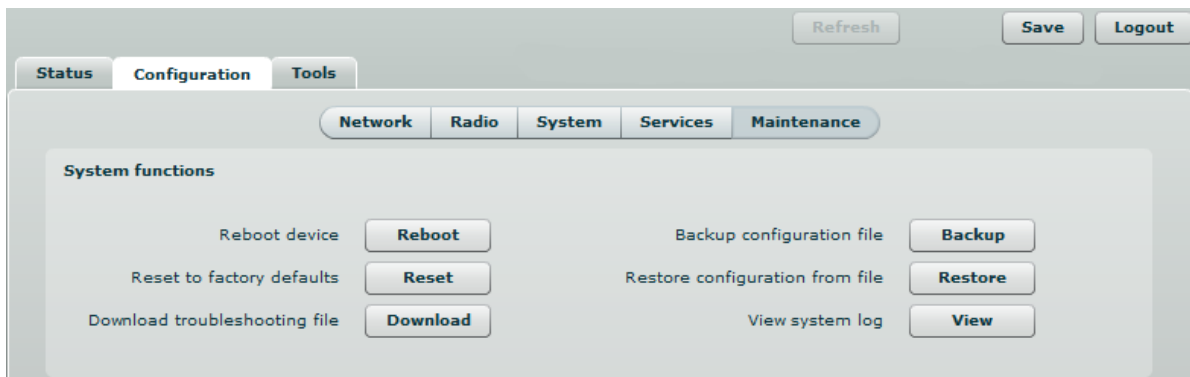 Refresh Save Logout
Status Configuration Tools
Network Radio System Services Maintenance
System functions
Reboot device Reboot Backup configuration file Backup
Reset to factory defaults Reset Restore configuration from file Restore
Download troubleshooting file Download View system log View